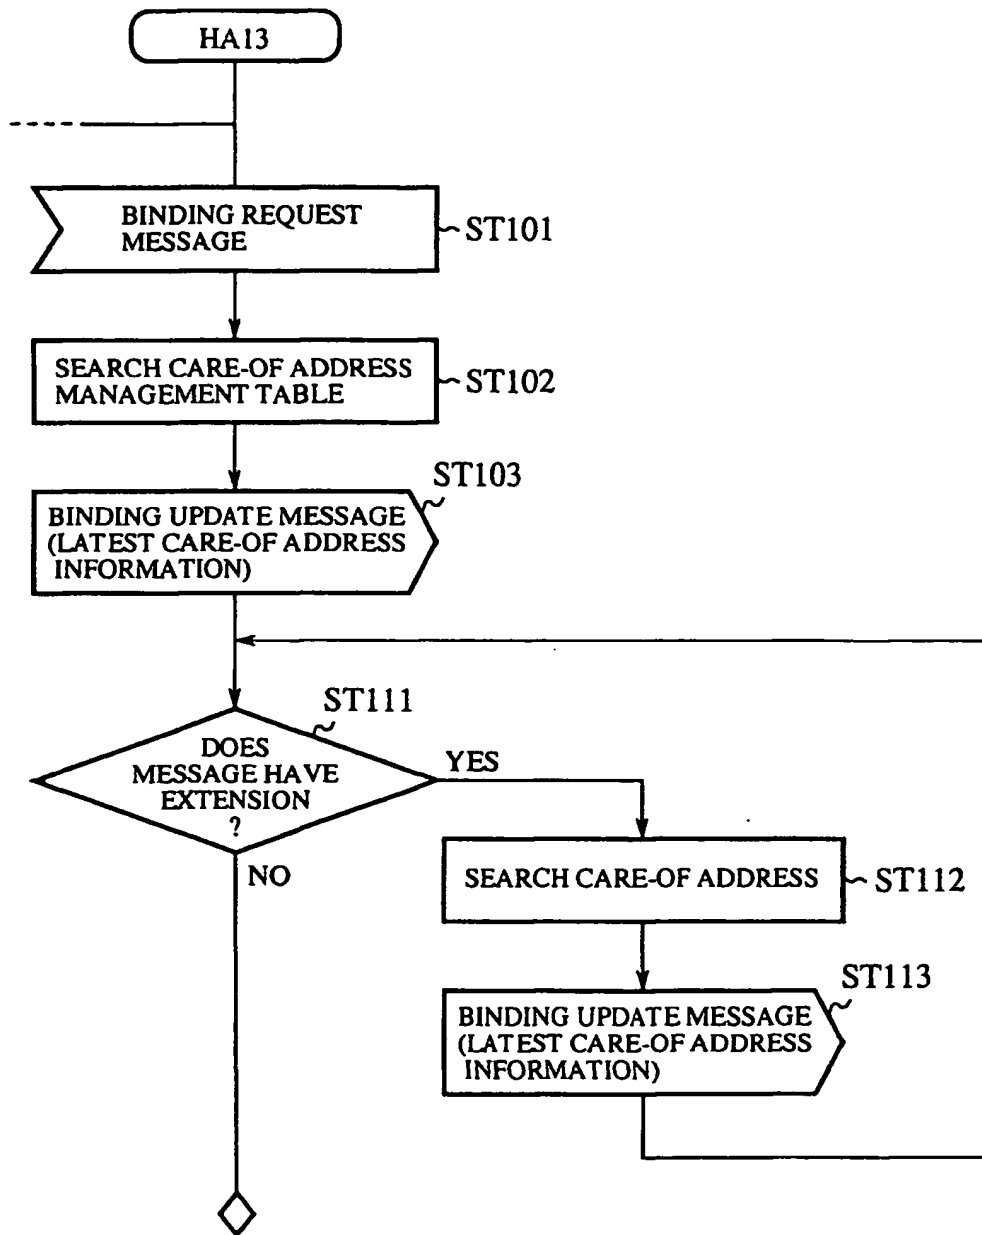 HA13
BINDING REQUEST
MESSAGE
ST101
SEARCH CARE-OF ADDRESS
MANAGEMENT TABLE
ST102
ST103
BINDING UPDATE MESSAGE
(LATEST CARE-OF ADDRESS
INFORMATION)
ST111
DOES
MESSAGE HAVE
EXTENSION
?
YES
NO
SEARCH CARE-OF ADDRESS
ST112
ST113
BINDING UPDATE MESSAGE
(LATEST CARE-OF ADDRESS
INFORMATION)